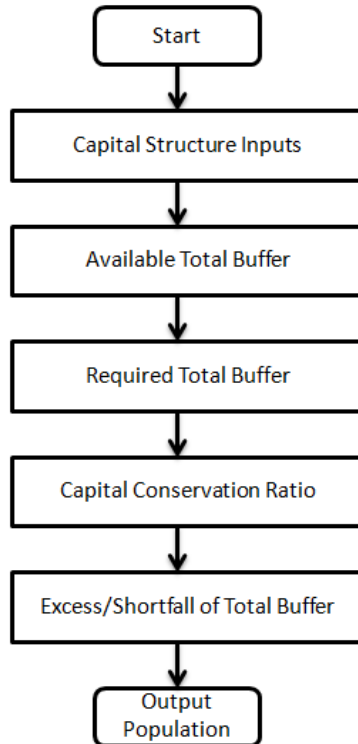 Start
Capital Structure Inputs
Available Total Buffer
Required Total Buffer
Capital Conservation Ratio
Excess/Shortfall of Total Buffer
Output
Population